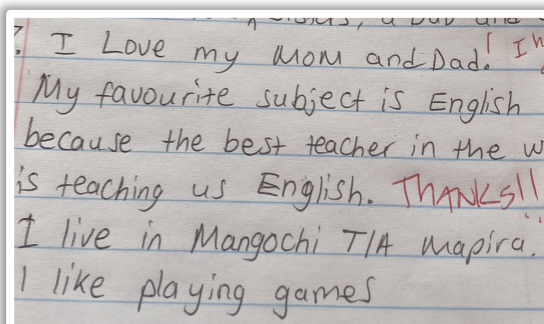 I Love my Mom and Dad!
My favourite subject is English
because the best teacher in the
is teaching us English. THANKS!!
I live in Mangochi T/A Mapira.
I like playing games